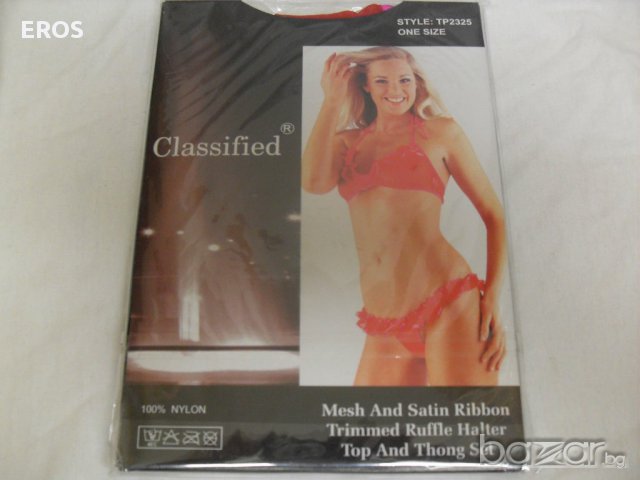 EROS
STYLE: TP2325
ONE SIZE
Classified®
100% NYLON
Mesh And Satin Ribbon
Trimmed Ruffle Halter
Top And Thong Set
bazar.bg